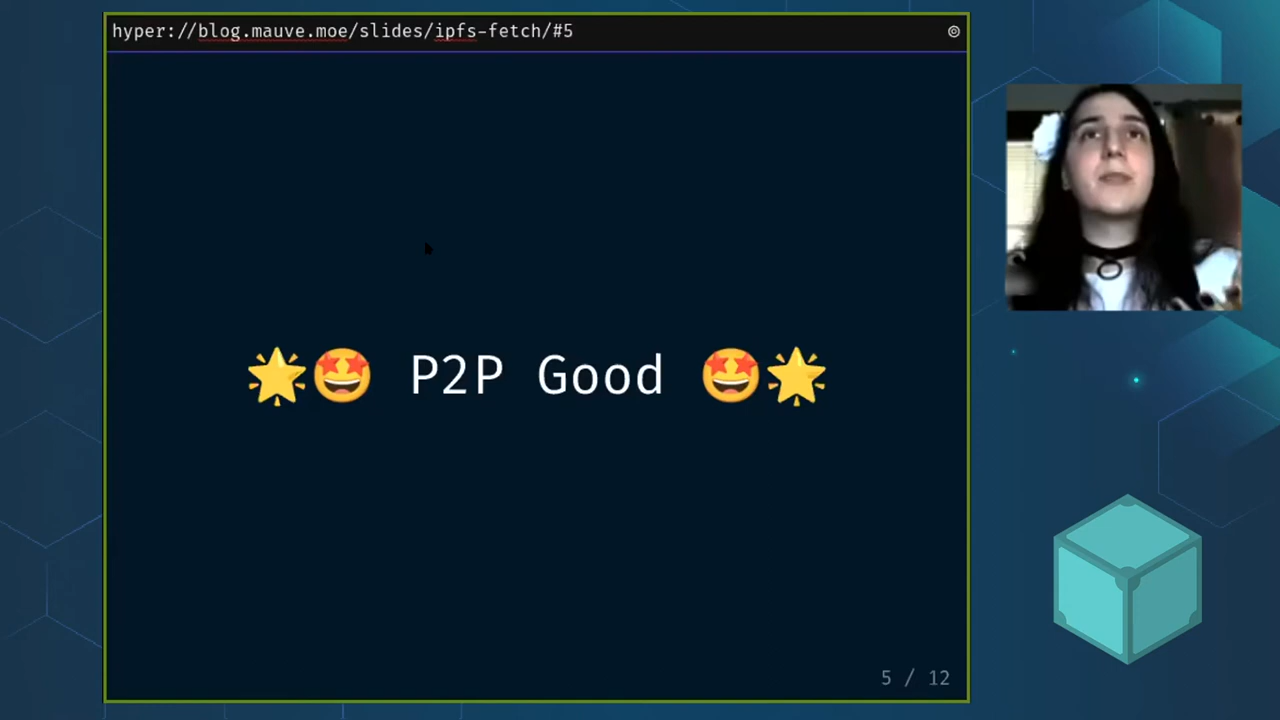 hyper://blog.mauve.moe/slides/ipfs-fetch/#5
🌟🤩 P2P Good 🤩🌟
5 / 12